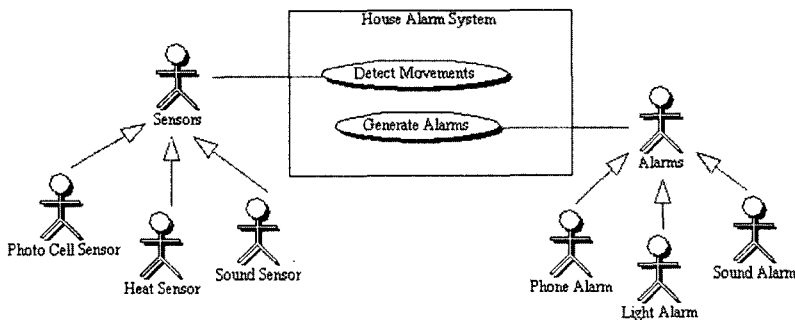 House Alarm System
Detect Movements
Generate Alarms
Sensors
Photo Cell Sensor
Heat Sensor
Sound Sensor
Alarms
Phone Alarm
Light Alarm
Sound Alarm